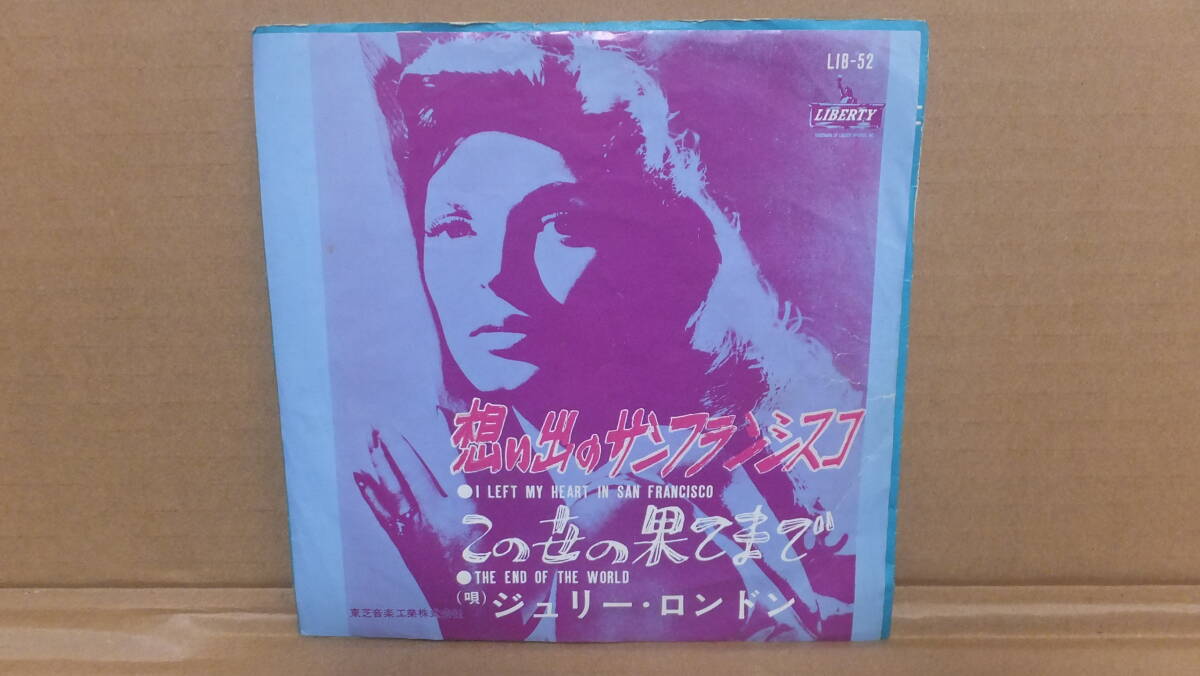 LIB-52
LIBERTY
想い出のサンフランシスコ
●I LEFT MY HEART IN SAN FRANCISCO
この世の果てまで
●THE END OF THE WORLD
(唄)ジュリー・ロンドン
東芝音楽工業株式会社